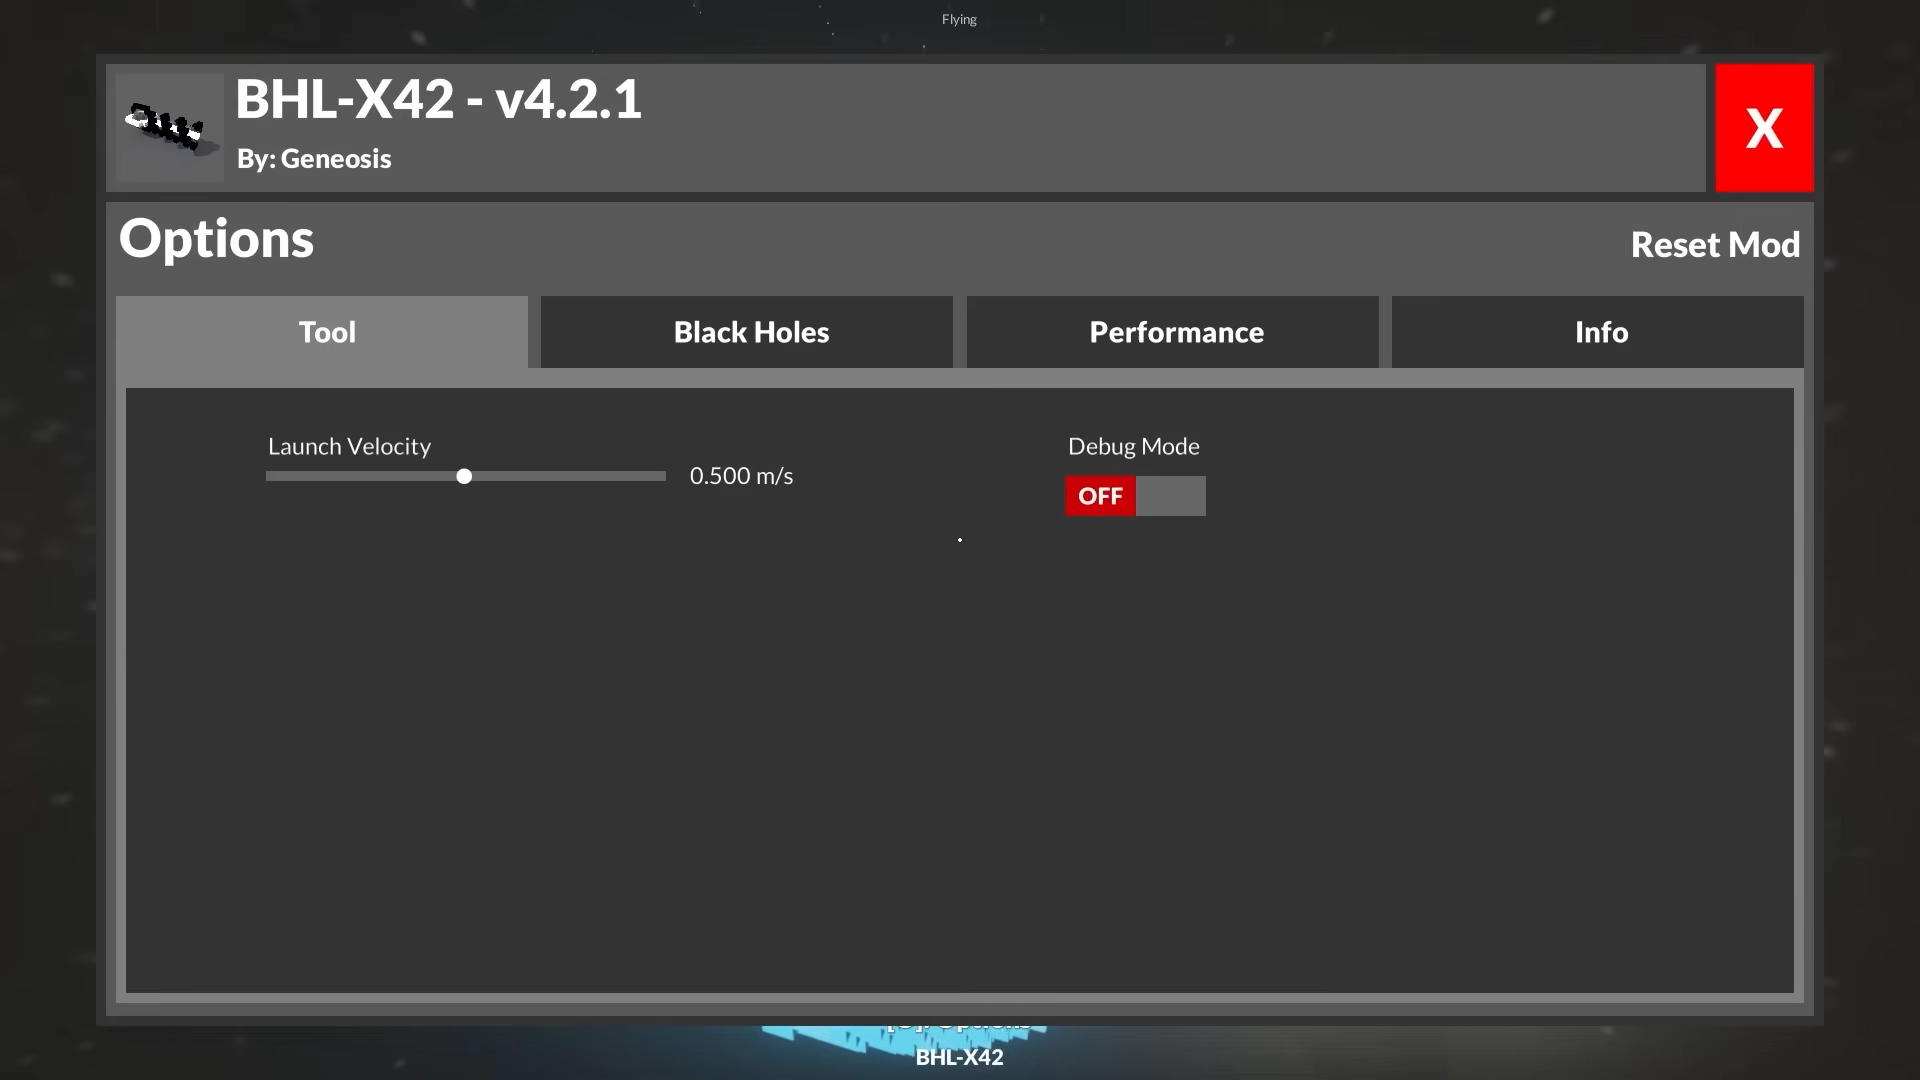 Flying
BHL-X42 - v4.2.1
By: Geneosis
X
Options
Reset Mod
Tool
Black Holes
Performance
Info
Launch Velocity
0.500 m/s
Debug Mode
OFF
Options
BHL-X42